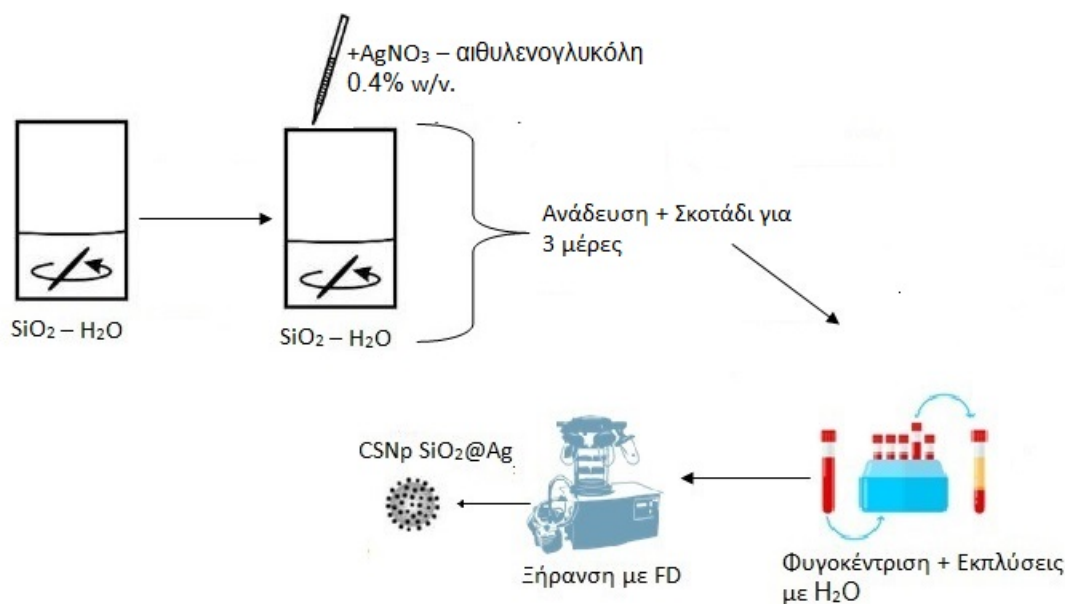 +AgNO₃ – αιθυλενογλυκόλη
0.4% w/v.
SiO₂ – H₂O
SiO₂ – H₂O
Ανάδευση + Σκοτάδι για
3 μέρες
Φυγοκέντριση + Εκπλύσεις
με H₂O
Ξήρανση με FD
CSNp SiO₂@Ag